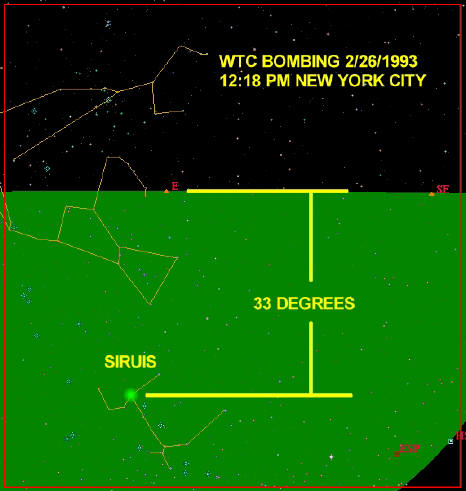 WTC BOMBING 2/26/1993
12:18 PM NEW YORK CITY
E
SE
33 DEGREES
SIRUIS